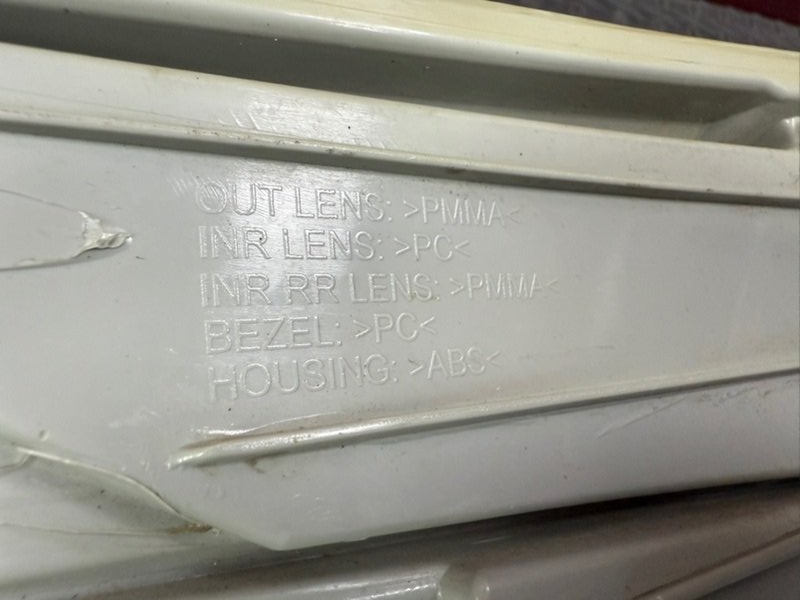 OUT LENS: >PMMA<
INR LENS: >PC<
INR RR LENS: >PMMA<
BEZEL: >PC<
HOUSING: >ABS<